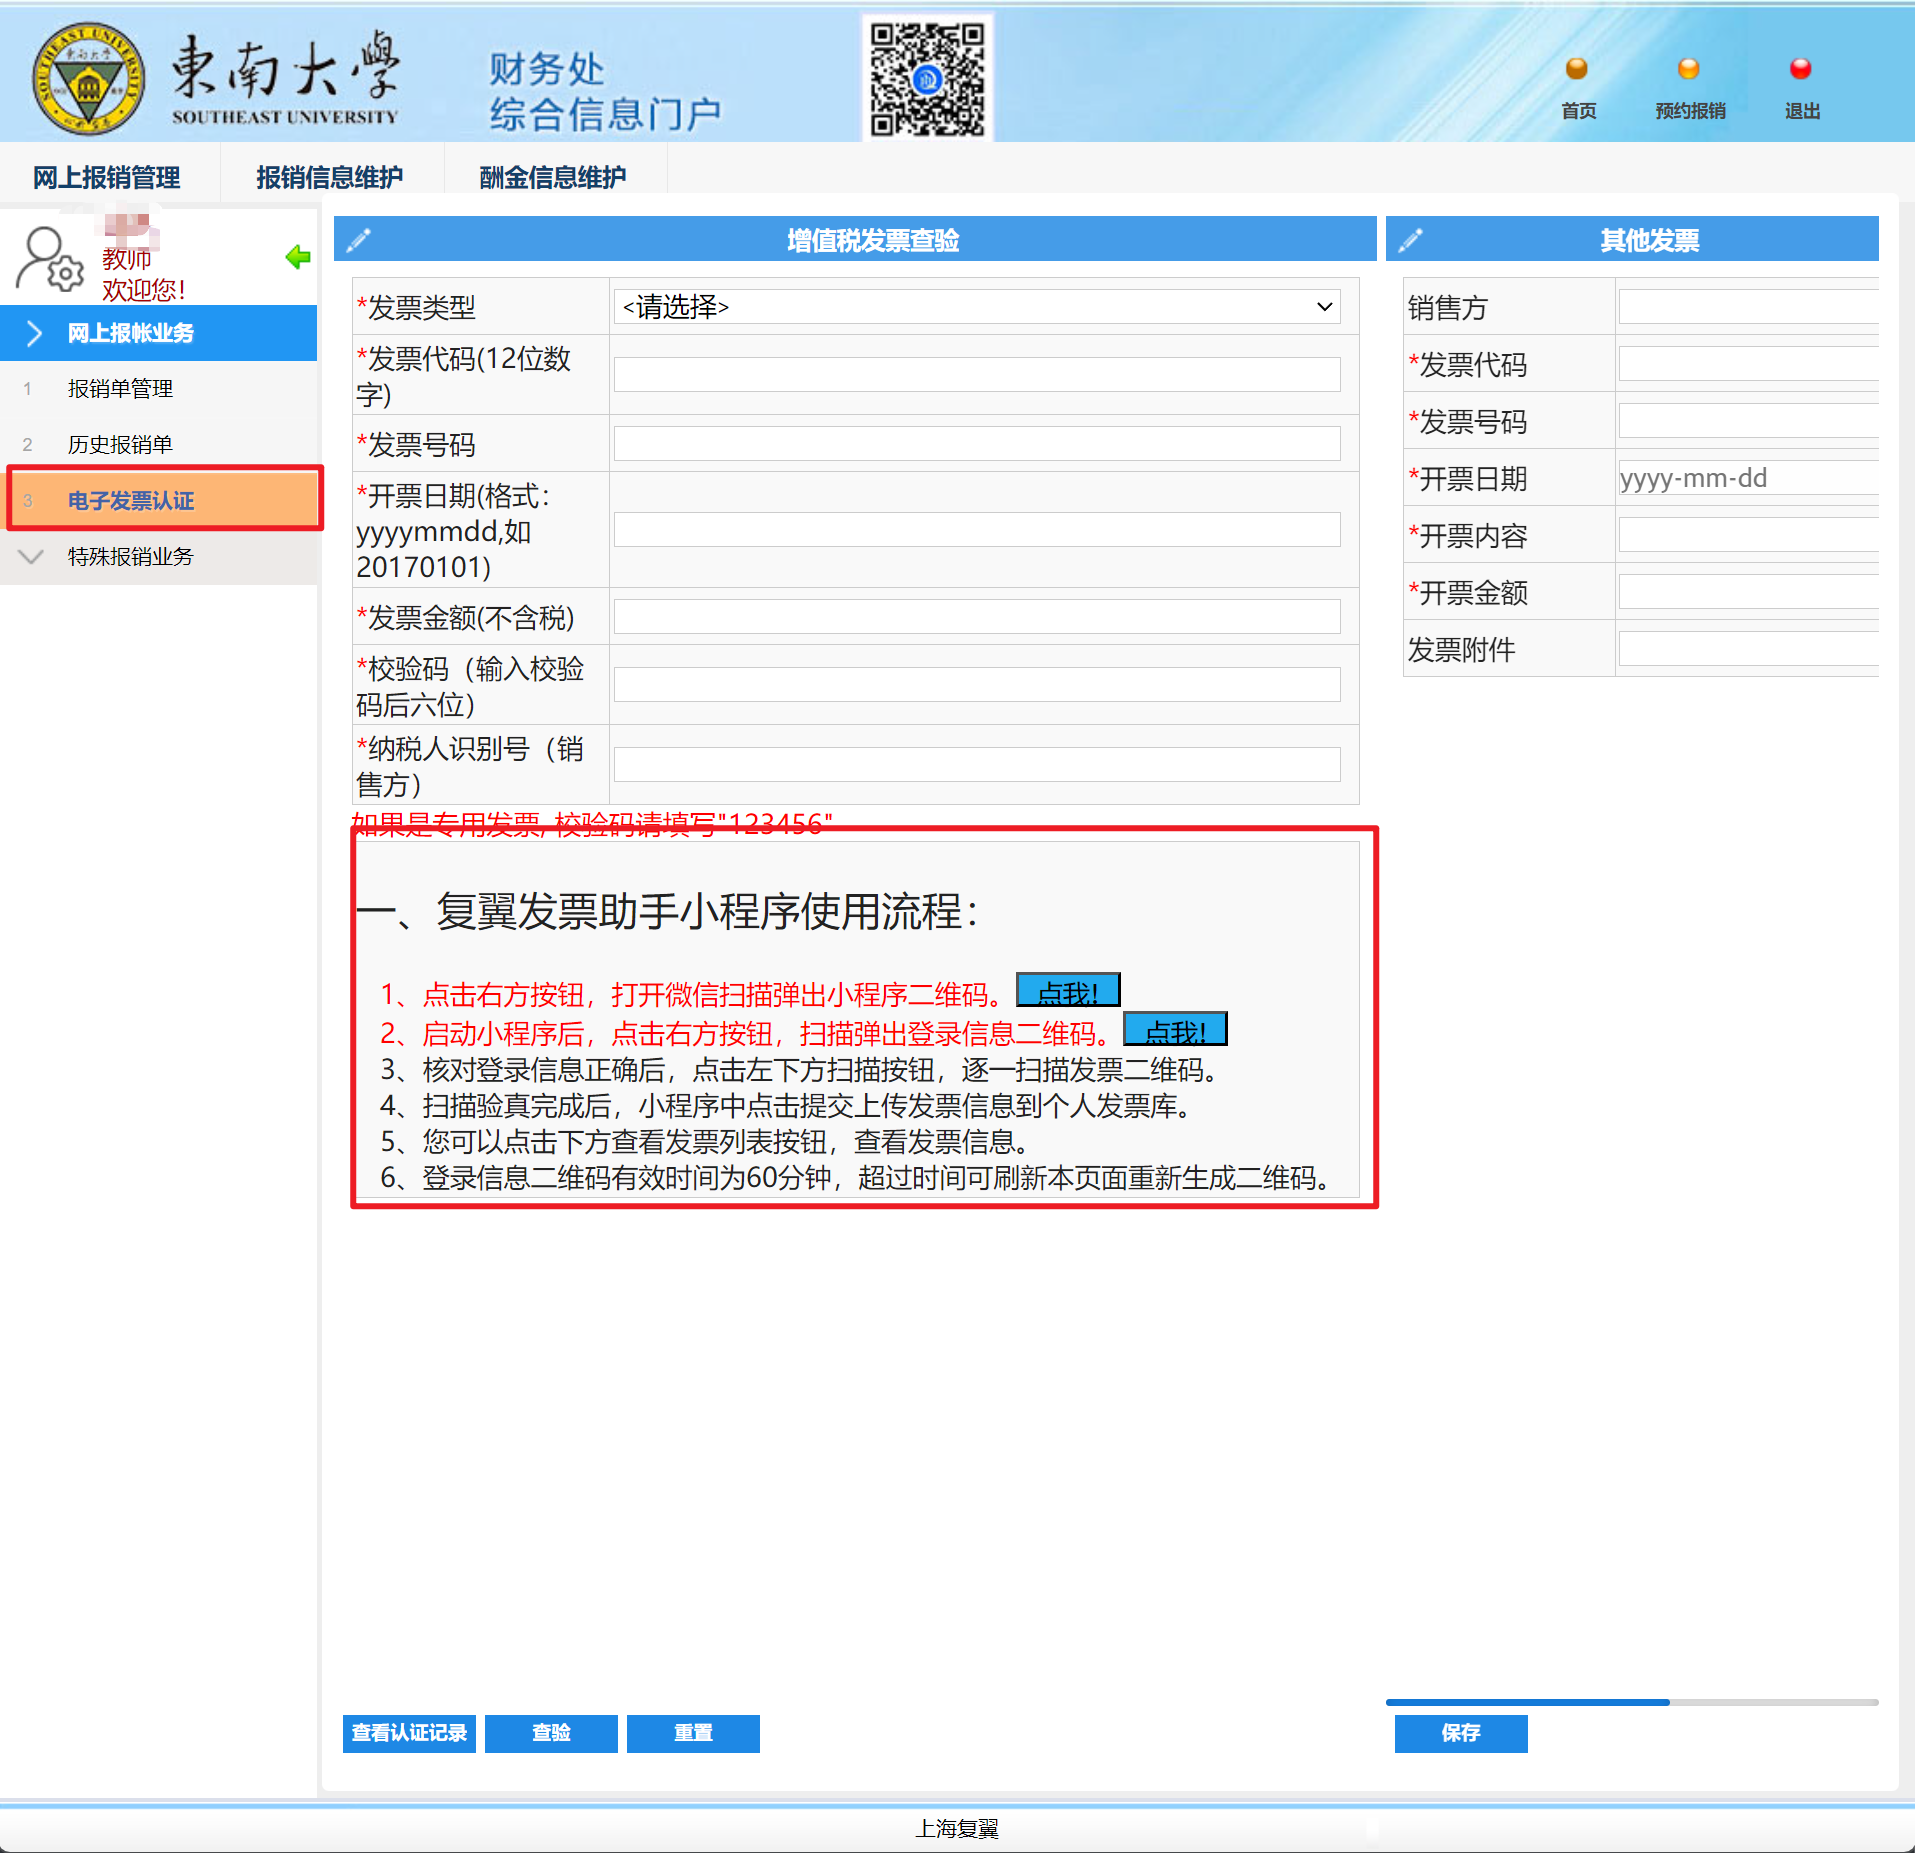 東南大學
SOUTHEAST UNIVERSITY
财务处
综合信息门户
首页
预约报销
退出
网上报销管理
报销信息维护
酬金信息维护
教师
欢迎您！
网上报帐业务
1 报销单管理
2 历史报销单
3 电子发票认证
特殊报销业务
增值税发票查验
*发票类型
<请选择>
*发票代码(12位数
字)
*发票号码
*开票日期(格式：
yyyymmdd,如
20170101)
*发票金额(不含税)
*校验码（输入校验
码后六位）
*纳税人识别号（销
售方）
如果是专用发票, 校验码请填写"123456"
一、复翼发票助手小程序使用流程：
1、点击右方按钮，打开微信扫描弹出小程序二维码。 点我！
2、启动小程序后，点击右方按钮，扫描弹出登录信息二维码。 点我！
3、核对登录信息正确后，点击左下方扫描按钮，逐一扫描发票二维码。
4、扫描验真完成后，小程序中点击提交上传发票信息到个人发票库。
5、您可以点击下方查看发票列表按钮，查看发票信息。
6、登录信息二维码有效时间为60分钟，超过时间可刷新本页面重新生成二维码。
查看认证记录
查验
重置
其他发票
销售方
*发票代码
*发票号码
*开票日期
yyyy-mm-dd
*开票内容
*开票金额
发票附件
保存
上海复翼